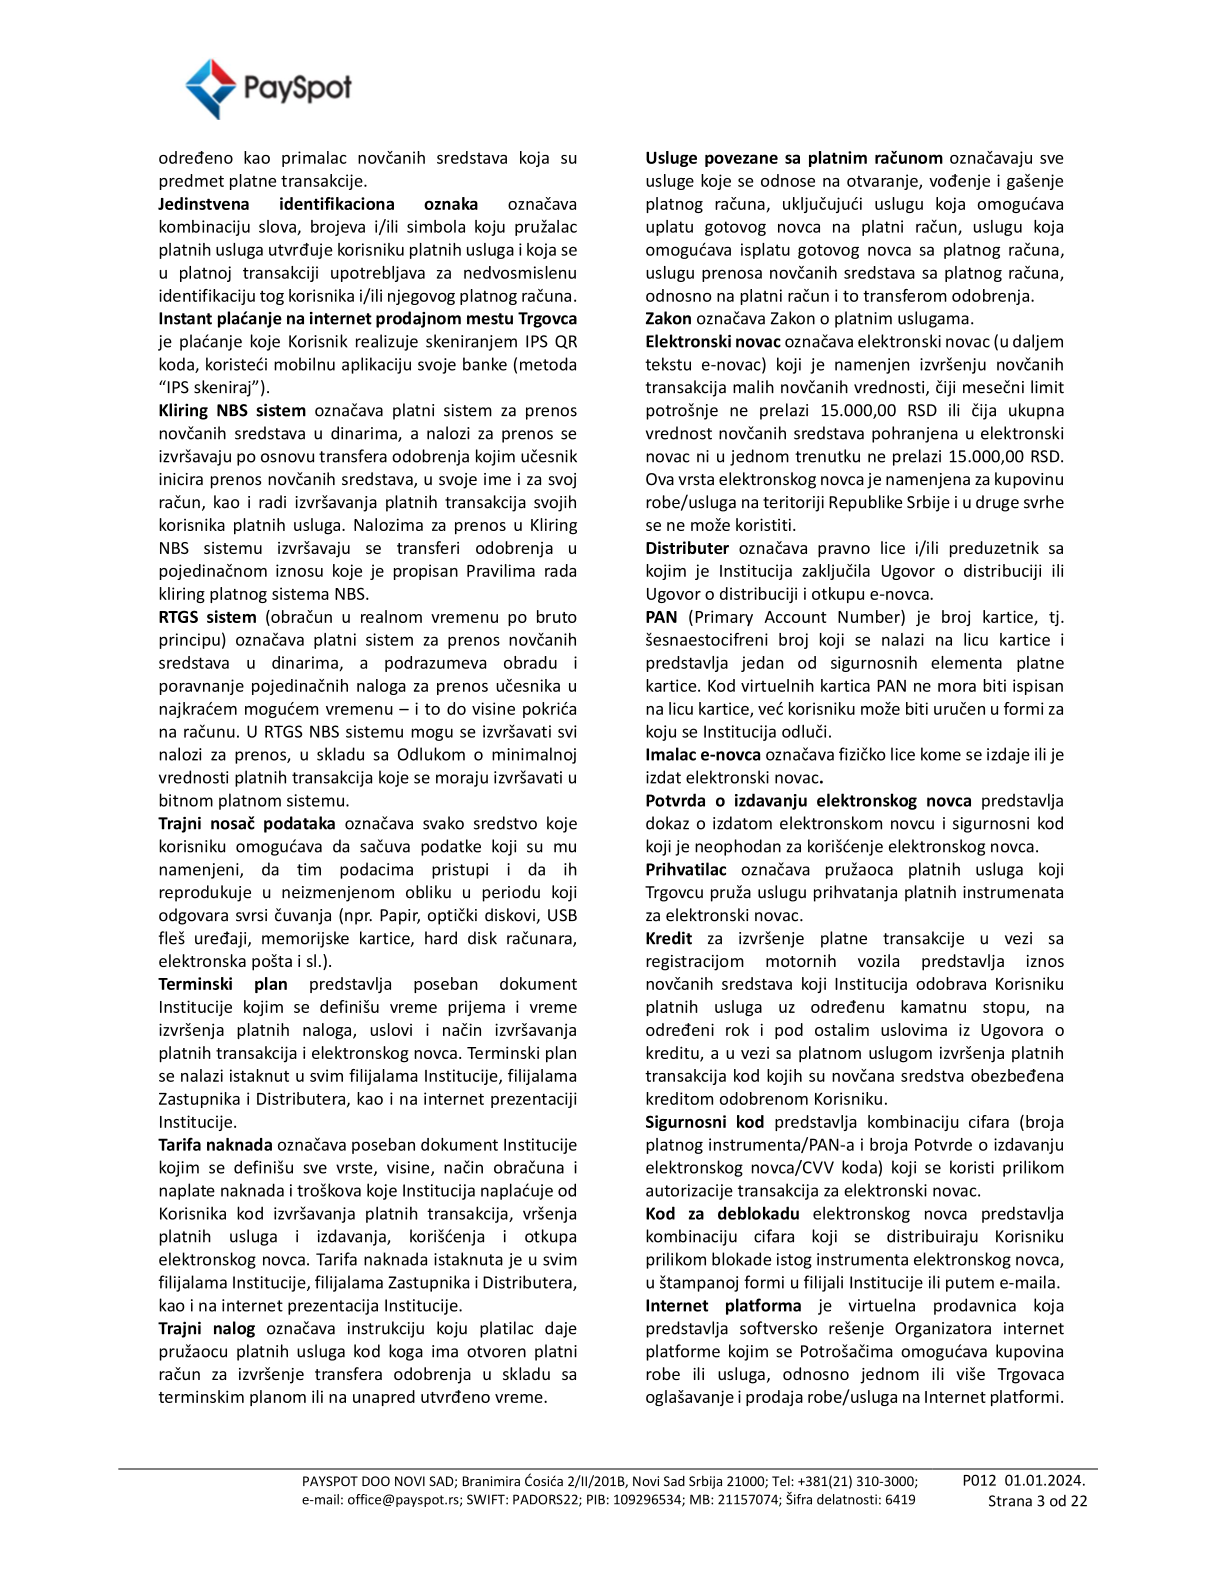 PaySpot
određeno kao primalac novčanih sredstava koja su
predmet platne transakcije.
Jedinstvena identifikaciona oznaka označava
kombinaciju slova, brojeva i/ili simbola koju pružalac
platnih usluga utvrđuje korisniku platnih usluga i koja se
u platnoj transakciji upotrebljava za nedvosmislenu
identifikaciju tog korisnika i/ili njegovog platnog računa.
Instant plaćanje na internet prodajnom mestu Trgovca
je plaćanje koje Korisnik realizuje skeniranjem IPS QR
koda, koristeći mobilnu aplikaciju svoje banke (metoda
“IPS skeniraj”).
Kliring NBS sistem označava platni sistem za prenos
novčanih sredstava u dinarima, a nalozi za prenos se
izvršavaju po osnovu transfera odobrenja kojim učesnik
inicira prenos novčanih sredstava, u svoje ime i za svoj
račun, kao i radi izvršavanja platnih transakcija svojih
korisnika platnih usluga. Nalozima za prenos u Kliring
NBS sistemu izvršavaju se transferi odobrenja u
pojedinačnom iznosu koje je propisan Pravilima rada
kliring platnog sistema NBS.
RTGS sistem (obračun u realnom vremenu po bruto
principu) označava platni sistem za prenos novčanih
sredstava u dinarima, a podrazumeva obradu i
poravnanje pojedinačnih naloga za prenos učesnika u
najkraćem mogućem vremenu – i to do visine pokrića
na računu. U RTGS NBS sistemu mogu se izvršavati svi
nalozi za prenos, u skladu sa Odlukom o minimalnoj
vrednosti platnih transakcija koje se moraju izvršavati u
bitnom platnom sistemu.
Trajni nosač podataka označava svako sredstvo koje
korisniku omogućava da sačuva podatke koji su mu
namenjeni, da tim podacima pristupi i da ih
reprodukuje u neizmenjenom obliku u periodu koji
odgovara svrsi čuvanja (npr. Papir, optički diskovi, USB
fleš uređaji, memorijske kartice, hard disk računara,
elektronska pošta i sl.).
Terminski plan predstavlja poseban dokument
Institucije kojim se definišu vreme prijema i vreme
izvršenja platnih naloga, uslovi i način izvršavanja
platnih transakcija i elektronskog novca. Terminski plan
se nalazi istaknut u svim filijalama Institucije, filijalama
Zastupnika i Distributera, kao i na internet prezentaciji
Institucije.
Tarifa naknada označava poseban dokument Institucije
kojim se definišu sve vrste, visine, način obračuna i
naplate naknada i troškova koje Institucija naplaćuje od
Korisnika kod izvršavanja platnih transakcija, vršenja
platnih usluga i izdavanja, korišćenja i otkupa
elektronskog novca. Tarifa naknada istaknuta je u svim
filijalama Institucije, filijalama Zastupnika i Distributera,
kao i na internet prezentacija Institucije.
Trajni nalog označava instrukciju koju platilac daje
pružaocu platnih usluga kod koga ima otvoren platni
račun za izvršenje transfera odobrenja u skladu sa
terminskim planom ili na unapred utvrđeno vreme.
Usluge povezane sa platnim računom označavaju sve
usluge koje se odnose na otvaranje, vođenje i gašenje
platnog računa, uključujući uslugu koja omogućava
uplatu gotovog novca na platni račun, uslugu koja
omogućava isplatu gotovog novca sa platnog računa,
uslugu prenosa novčanih sredstava sa platnog računa,
odnosno na platni račun i to transferom odobrenja.
Zakon označava Zakon o platnim uslugama.
Elektronski novac označava elektronski novac (u daljem
tekstu e-novac) koji je namenjen izvršenju novčanih
transakcija malih novčanih vrednosti, čiji mesečni limit
potrošnje ne prelazi 15.000,00 RSD ili čija ukupna
vrednost novčanih sredstava pohranjena u elektronski
novac ni u jednom trenutku ne prelazi 15.000,00 RSD.
Ova vrsta elektronskog novca je namenjena za kupovinu
robe/usluga na teritoriji Republike Srbije i u druge svrhe
se ne može koristiti.
Distributer označava pravno lice i/ili preduzetnik sa
kojim je Institucija zaključila Ugovor o distribuciji ili
Ugovor o distribuciji i otkupu e-novca.
PAN (Primary Account Number) je broj kartice, tj.
šesnaestocifreni broj koji se nalazi na licu kartice i
predstavlja jedan od sigurnosnih elementa platne
kartice. Kod virtuelnih kartica PAN ne mora biti ispisan
na licu kartice, već korisniku može biti uručen u formi za
koju se Institucija odluči.
Imalac e-novca označava fizičko lice kome se izdaje ili je
izdat elektronski novac.
Potvrda o izdavanju elektronskog novca predstavlja
dokaz o izdatom elektronskom novcu i sigurnosni kod
koji je neophodan za korišćenje elektronskog novca.
Prihvatilac označava pružaoca platnih usluga koji
Trgovcu pruža uslugu prihvatanja platnih instrumenata
za elektronski novac.
Kredit za izvršenje platne transakcije u vezi sa
registracijom motornih vozila predstavlja iznos
novčanih sredstava koji Institucija odobrava Korisniku
platnih usluga uz određenu kamatnu stopu, na
određeni rok i pod ostalim uslovima iz Ugovora o
kreditu, a u vezi sa platnom uslugom izvršenja platnih
transakcija kod kojih su novčana sredstva obezbeđena
kreditom odobrenom Korisniku.
Sigurnosni kod predstavlja kombinaciju cifara (broja
platnog instrumenta/PAN-a i broja Potvrde o izdavanju
elektronskog novca/CVV koda) koji se koristi prilikom
autorizacije transakcija za elektronski novac.
Kod za deblokadu elektronskog novca predstavlja
kombinaciju cifara koji se distribuiraju Korisniku
prilikom blokade istog instrumenta elektronskog novca,
u štampanoj formi u filijali Institucije ili putem e-maila.
Internet platforma je virtuelna prodavnica koja
predstavlja softversko rešenje Organizatora internet
platforme kojim se Potrošačima omogućava kupovina
robe ili usluga, odnosno jednom ili više Trgovaca
oglašavanje i prodaja robe/usluga na Internet platformi.
PAYSPOT DOO NOVI SAD; Branimira Ćosića 2/II/201B, Novi Sad Srbija 21000; Tel: +381(21) 310-3000;
e-mail: office@payspot.rs; SWIFT: PADORS22; PIB: 109296534; MB: 21157074; Šifra delatnosti: 6419
P012 01.01.2024.
Strana 3 od 22